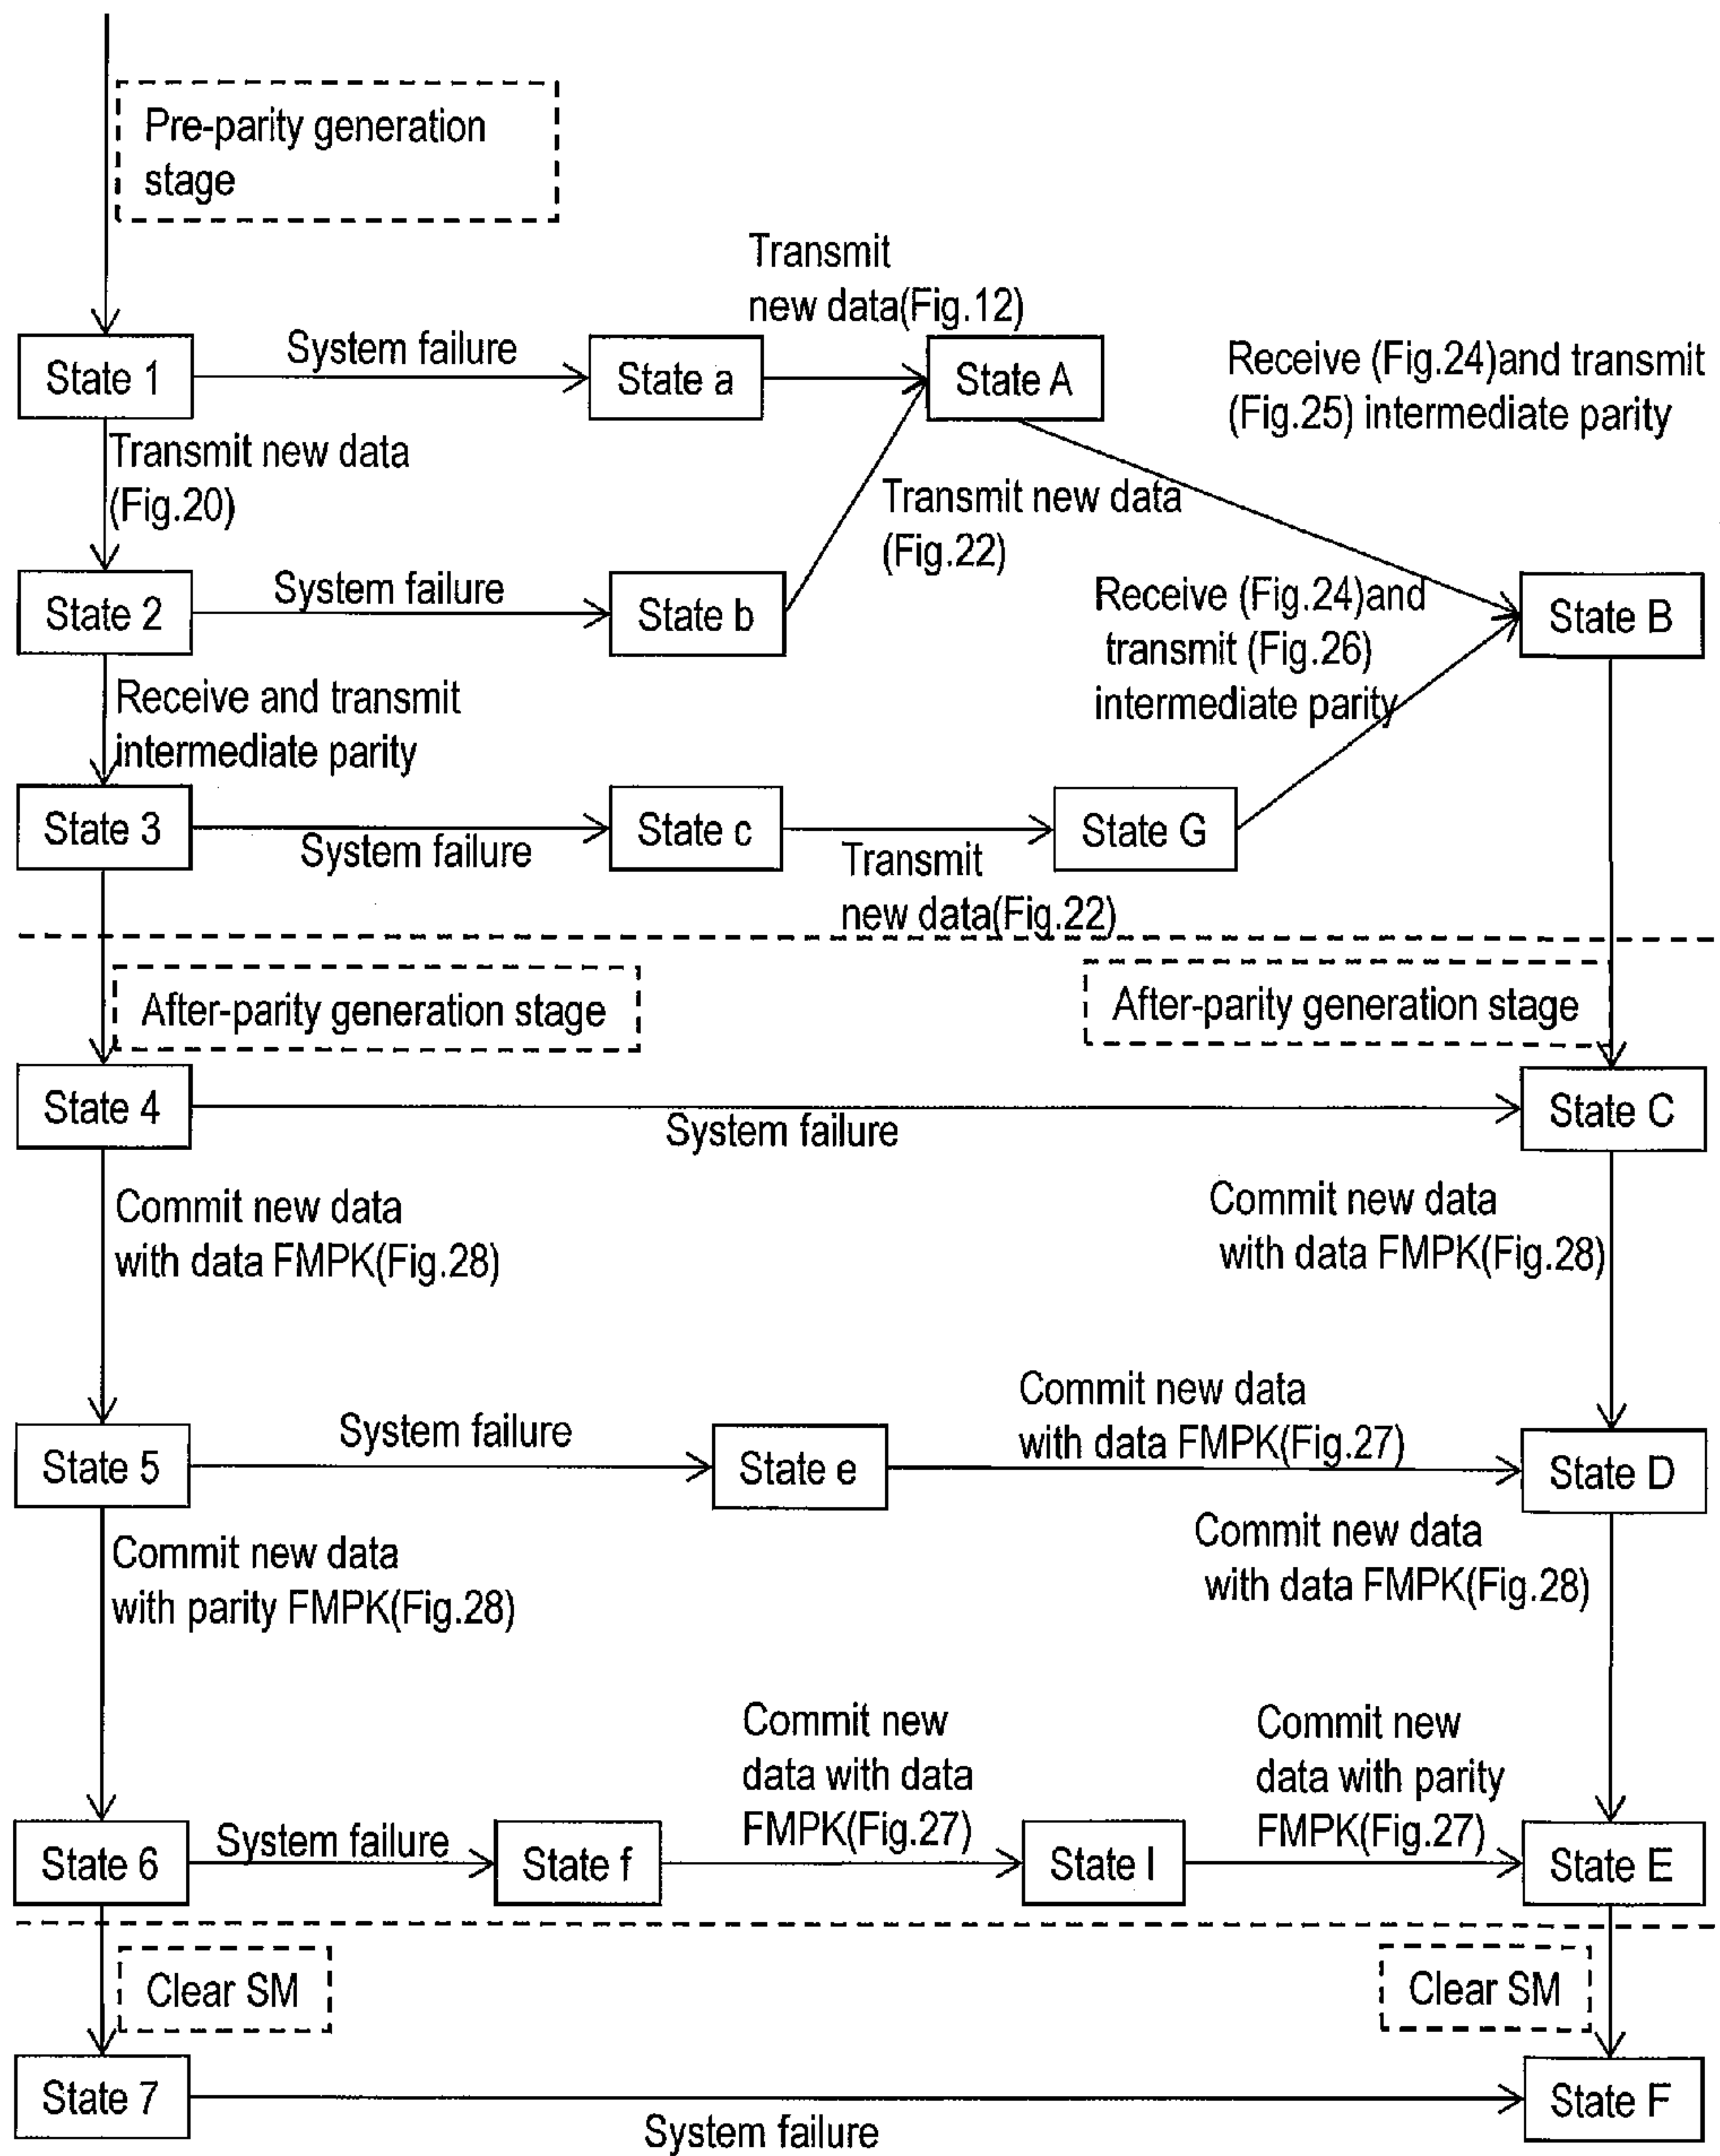 Pre-parity generation
stage
Transmit
new data(Fig.12)
State 1
System failure
State a
State A
Receive (Fig.24)and transmit
(Fig.25) intermediate parity
Transmit new data
(Fig.20)
Transmit new data
(Fig.22)
State 2
System failure
State b
Receive (Fig.24)and
transmit (Fig.26)
intermediate parity
State B
Receive and transmit
intermediate parity
State 3
System failure
State c
Transmit
new data(Fig.22)
State G
After-parity generation stage
After-parity generation stage
State 4
System failure
State C
Commit new data
with data FMPK(Fig.28)
Commit new data
with data FMPK(Fig.28)
State 5
System failure
State e
Commit new data
with data FMPK(Fig.27)
State D
Commit new data
with parity FMPK(Fig.28)
Commit new data
with data FMPK(Fig.28)
State 6
System failure
State f
Commit new
data with data
FMPK(Fig.27)
State I
Commit new
data with parity
FMPK(Fig.27)
State E
Clear SM
Clear SM
State 7
System failure
State F